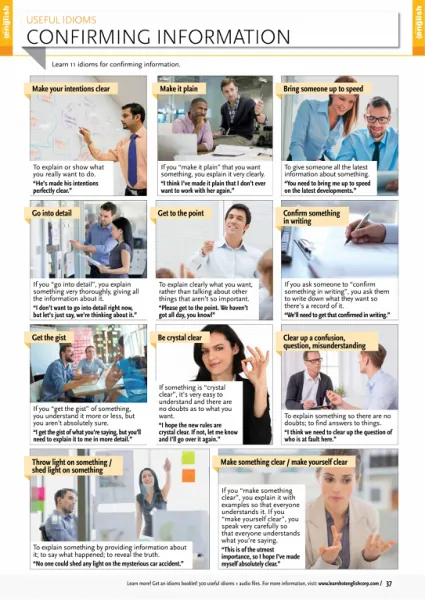 english
english
USEFUL IDIOMS
CONFIRMING INFORMATION
Learn 11 idioms for confirming information.
Make your intentions clear
To explain or show what
you really want to do.
“He’s made his intentions
perfectly clear.”
Make it plain
If you “make it plain” that you want
something, you explain it very clearly.
“I think I’ve made it plain that I don’t ever
want to work with her again.”
Bring someone up to speed
To give someone all the latest
information about something.
“You need to bring me up to speed
on the latest developments.”
Go into detail
If you “go into detail”, you explain
something very thoroughly, giving all
the information about it.
“I don’t want to go into detail right now,
but let’s just say, we’re thinking about it.”
Get to the point
To explain clearly what you want,
rather than talking about other
things that aren’t so important.
“Please get to the point. We haven’t
got all day, you know!”
Confirm something
in writing
If you ask someone to “confirm
something in writing”, you ask them
to write down what they want so
there’s a record of it.
“We’ll need to get that confirmed in writing.”
Get the gist
If you “get the gist” of something,
you understand it more or less, but
you aren’t absolutely sure.
“I get the gist of what you’re saying, but you’ll
need to explain it to me in more detail.”
Be crystal clear
If something is “crystal
clear”, it’s very easy to
understand and there are
no doubts as to what you
want.
“I hope the new rules are
crystal clear. If not, let me know
and I’ll go over it again.”
Clear up a confusion,
question, misunderstanding
To explain something so there are no
doubts; to find answers to things.
“I think we need to clear up the question of
who is at fault here.”
Throw light on something /
shed light on something
To explain something by providing information about
it; to say what happened; to reveal the truth.
“No one could shed any light on the mysterious car accident.”
Make something clear / make yourself clear
If you “make something
clear”, you explain it with
examples so that everyone
understands it. If you
“make yourself clear”, you
speak very carefully so
that everyone understands
what you’re saying.
“This is of the utmost
importance, so I hope I’ve made
myself absolutely clear.”
Learn more! Get an idioms booklet! 500 useful idioms + audio files. For more information, visit: www.learnhotenglishcorp.com / 37